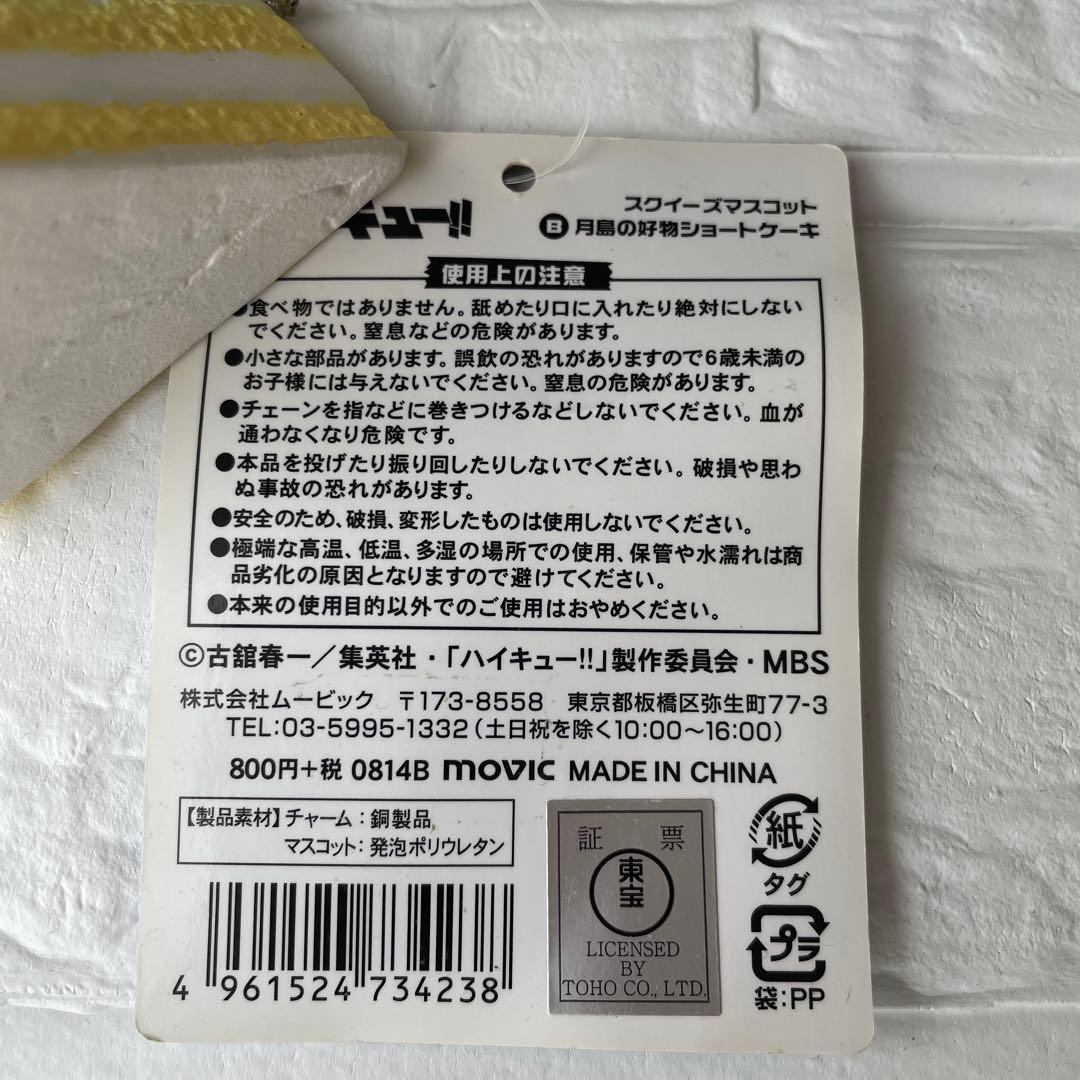 キュー!!
スクイーズマスコット
B 月島の好物ショートケーキ
使用上の注意
●食べ物ではありません。舐めたり口に入れたり絶対にしない
でください。窒息などの危険があります。
●小さな部品があります。誤飲の恐れがありますので6歳未満の
お子様には与えないでください。窒息の危険があります。
●チェーンを指などに巻きつけるなどしないでください。血が
通わなくなり危険です。
●本品を投げたり振り回したりしないでください。破損や思わ
ぬ事故の恐れがあります。
●安全のため、破損、変形したものは使用しないでください。
●極端な高温、低温、多湿の場所での使用、保管や水濡れは商
品劣化の原因となりますので避けてください。
●本来の使用目的以外でのご使用はおやめください。
©古舘春一／集英社・「ハイキュー!!」製作委員会・MBS
株式会社ムービック 〒173-8558 東京都板橋区弥生町77-3
TEL:03-5995-1332(土日祝を除く10:00〜16:00)
800円+税 0814B movic MADE IN CHINA
【製品素材】チャーム：銅製品
マスコット：発泡ポリウレタン
4 961524 734238
証 票
東宝
LICENSED
BY
TOHO CO., LTD.
紙
タグ
プラ
袋:PP